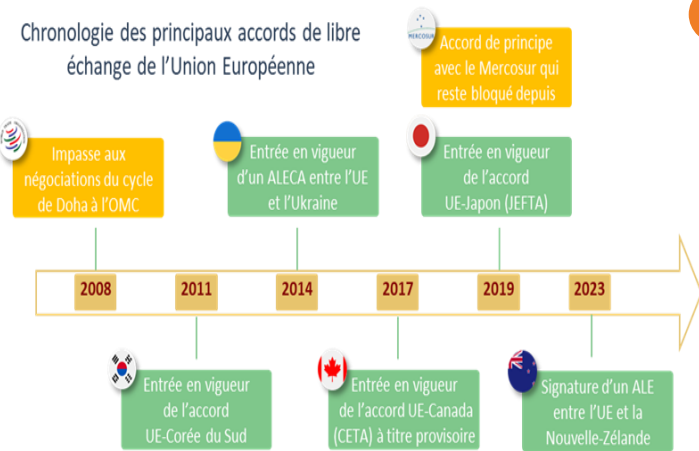 Chronologie des principaux accords de libre
échange de l'Union Européenne
MERCOSUR
Accord de principe
avec le Mercosur qui
reste bloqué depuis
Impasse aux
négociations du cycle
de Doha à l'OMC
Entrée en vigueur
d'un ALECA entre l'UE
et l'Ukraine
Entrée en vigueur
de l'accord
UE-Japon (JEFTA)
2008
2011
2014
2017
2019
2023
Entrée en vigueur
de l'accord
UE-Corée du Sud
Entrée en vigueur
de l'accord UE-Canada
(CETA) à titre provisoire
Signature d'un ALE
entre l'UE et la
Nouvelle-Zélande